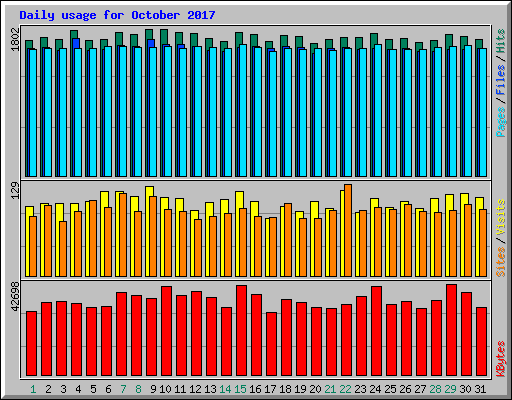 Daily usage for October 2017
1802
Pages / Files / Hits
129
Sites / Visits
42698
KBytes
1 2 3 4 5 6 7 8 9 10 11 12 13 14 15 16 17 18 19 20 21 22 23 24 25 26 27 28 29 30 31